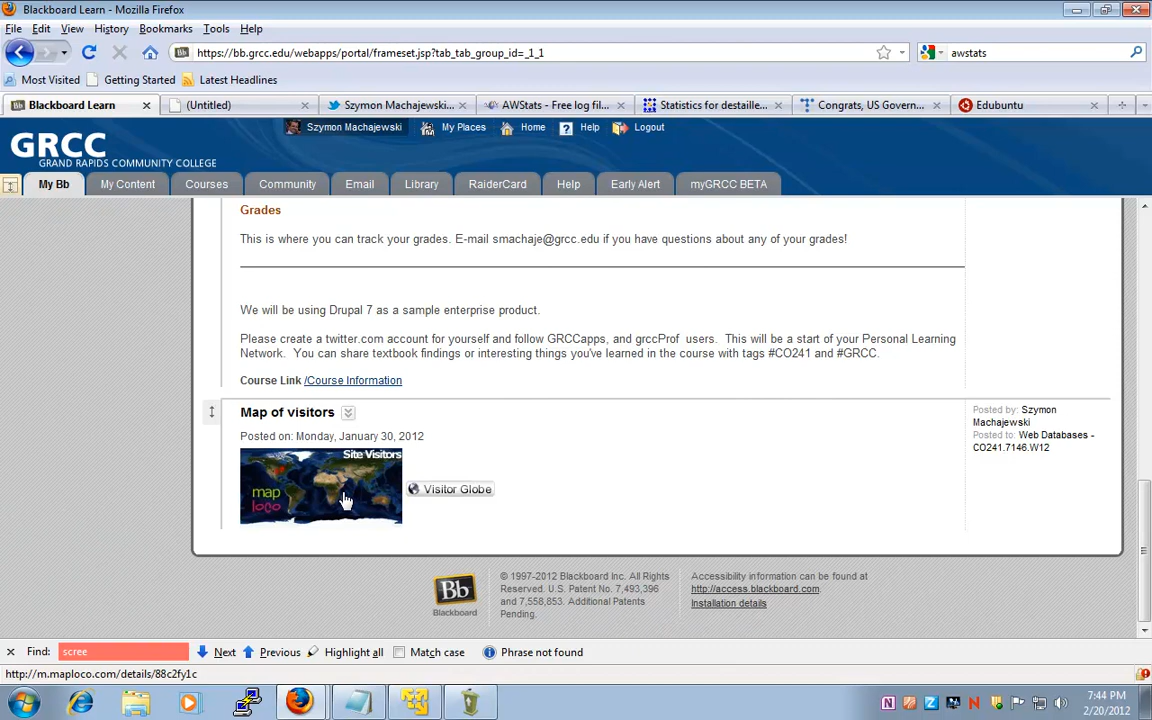 Blackboard Learn - Mozilla Firefox
File Edit View History Bookmarks Tools Help
Bb https://bb.grcc.edu/webapps/portal/frameset.jsp?tab_tab_group_id=_1_1 awstats
Most Visited Getting Started Latest Headlines
Bb Blackboard Learn (Untitled) Szymon Machajewski... AWStats - Free log fil... Statistics for destaille... Congrats, US Govern... Edubuntu
Szymon Machajewski My Places Home Help Logout
GRCC
GRAND RAPIDS COMMUNITY COLLEGE
My Bb My Content Courses Community Email Library RaiderCard Help Early Alert myGRCC BETA
Grades
This is where you can track your grades. E-mail smachaje@grcc.edu if you have questions about any of your grades!
We will be using Drupal 7 as a sample enterprise product.
Please create a twitter.com account for yourself and follow GRCCapps, and grccProf users. This will be a start of your Personal Learning
Network. You can share textbook findings or interesting things you've learned in the course with tags #CO241 and #GRCC.
Course Link /Course Information
Map of visitors
Posted on: Monday, January 30, 2012
Posted by: Szymon
Machajewski
Posted to: Web Databases -
CO241.7146.W12
Site Visitors
map
loco
Visitor Globe
Bb
Blackboard
© 1997-2012 Blackboard Inc. All Rights
Reserved. U.S. Patent No. 7,493,396
and 7,558,853. Additional Patents
Pending.
Accessibility information can be found at
http://access.blackboard.com.
Installation details
Find: scree Next Previous Highlight all Match case Phrase not found
http://m.maploco.com/details/88c2fy1c
7:44 PM
2/20/2012